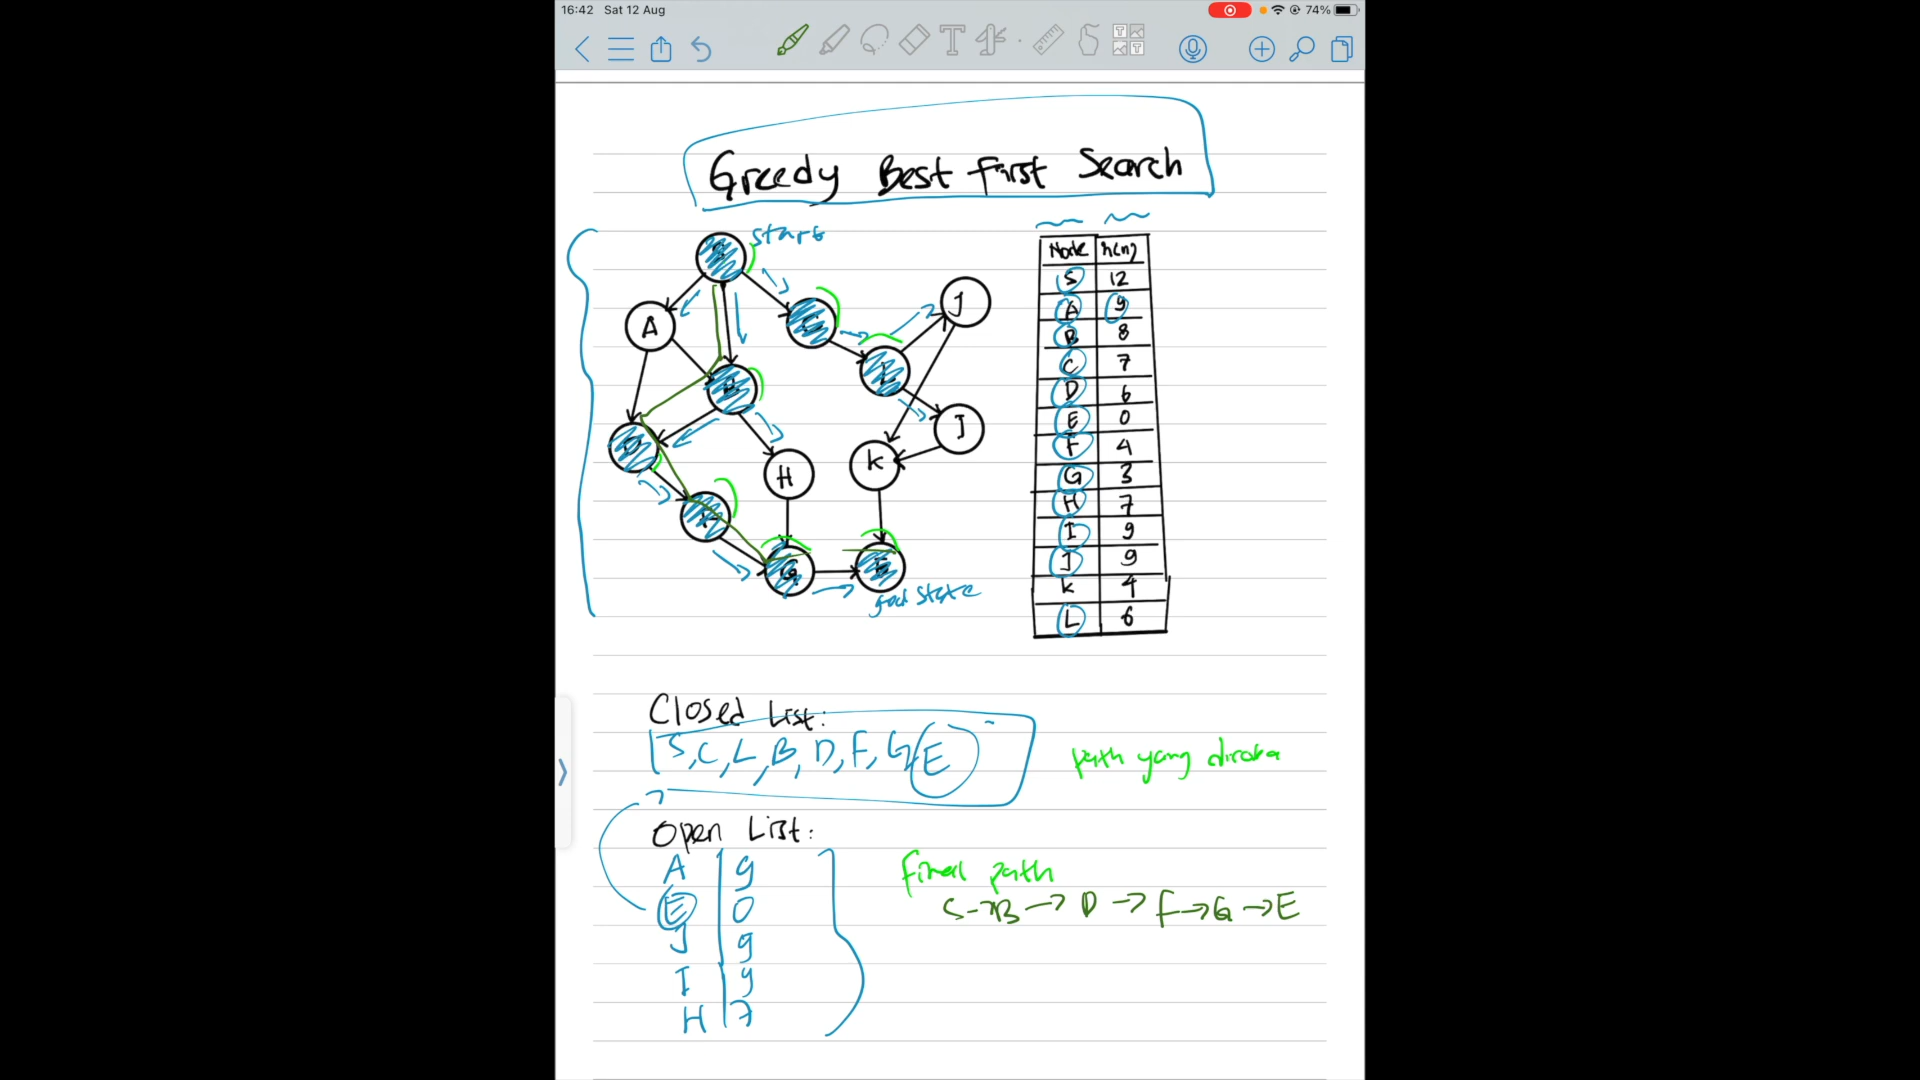 16:42 Sat 12 Aug
74%
Greedy Best First Search
start
A
J
H
K
J
G
E
goal state
Node h(n)
S 12
A 9
B 8
C 7
D 6
E 0
F 4
G 3
H 7
I 9
J 9
K 4
L 6
Closed List:
S, C, L, B, D, F, G, E
path yang dicoba
Open List:
A 9
E 0
J 9
I 9
H 7
final path
S → B → D → F → G → E